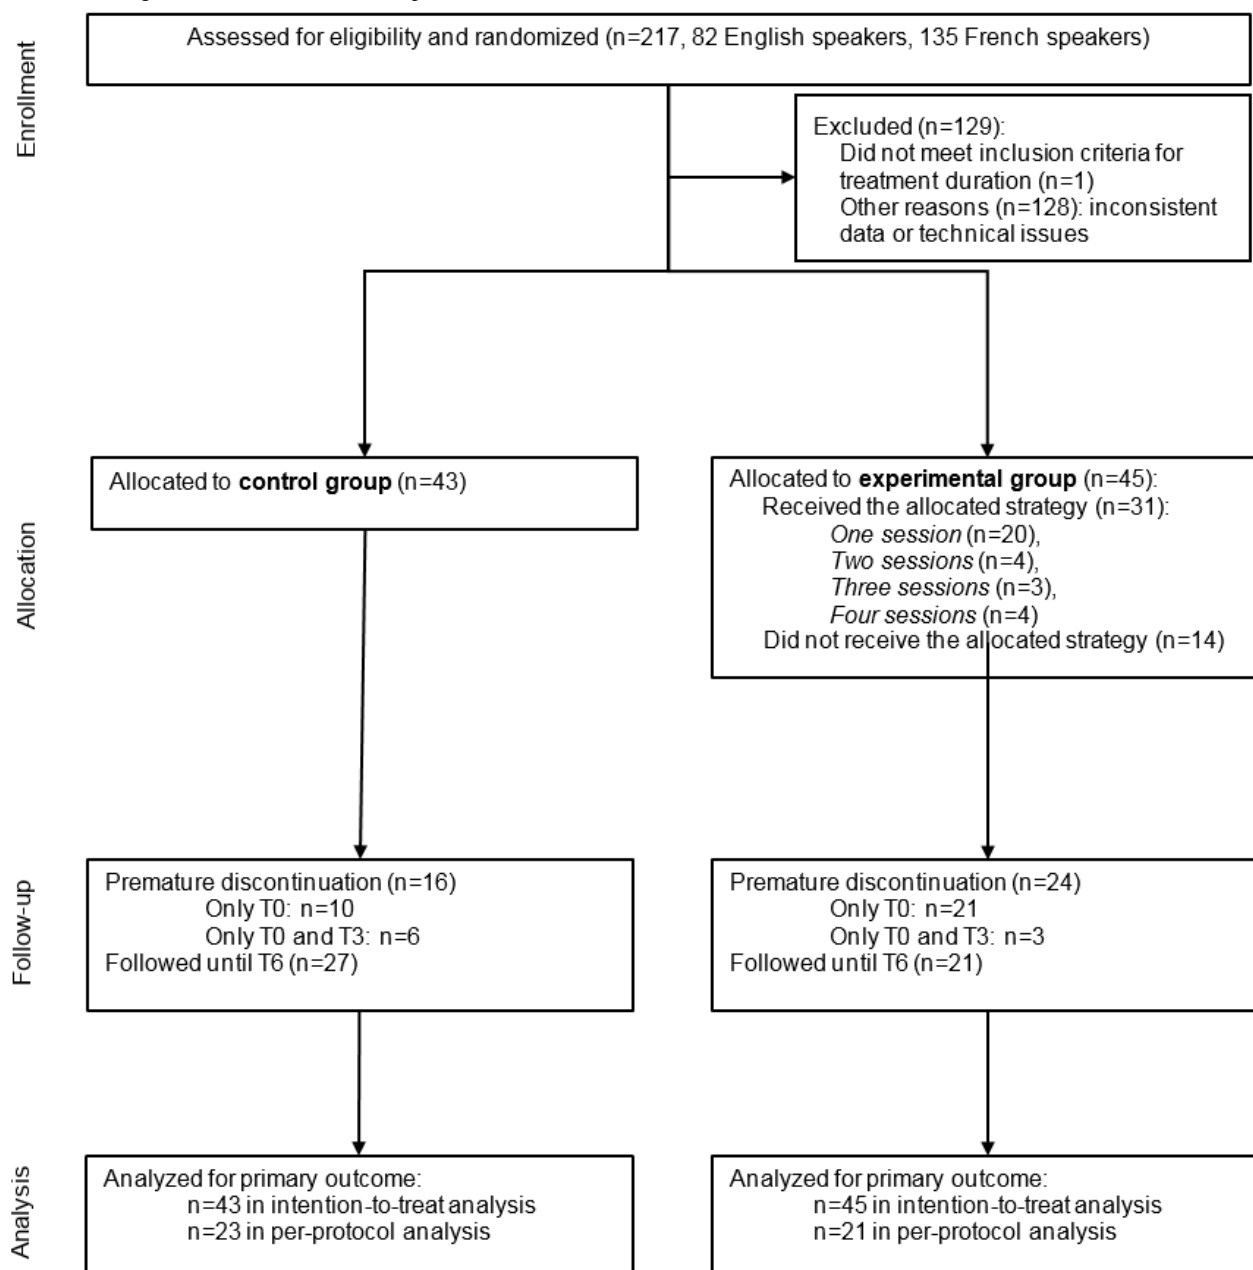 Enrollment
Assessed for eligibility and randomized (n=217, 82 English speakers, 135 French speakers)
Excluded (n=129):
Did not meet inclusion criteria for
treatment duration (n=1)
Other reasons (n=128): inconsistent
data or technical issues
Allocation
Allocated to control group (n=43)
Allocated to experimental group (n=45):
Received the allocated strategy (n=31):
One session (n=20),
Two sessions (n=4),
Three sessions (n=3),
Four sessions (n=4)
Did not receive the allocated strategy (n=14)
Follow-up
Premature discontinuation (n=16)
Only T0: n=10
Only T0 and T3: n=6
Followed until T6 (n=27)
Premature discontinuation (n=24)
Only T0: n=21
Only T0 and T3: n=3
Followed until T6 (n=21)
Analysis
Analyzed for primary outcome:
n=43 in intention-to-treat analysis
n=23 in per-protocol analysis
Analyzed for primary outcome:
n=45 in intention-to-treat analysis
n=21 in per-protocol analysis